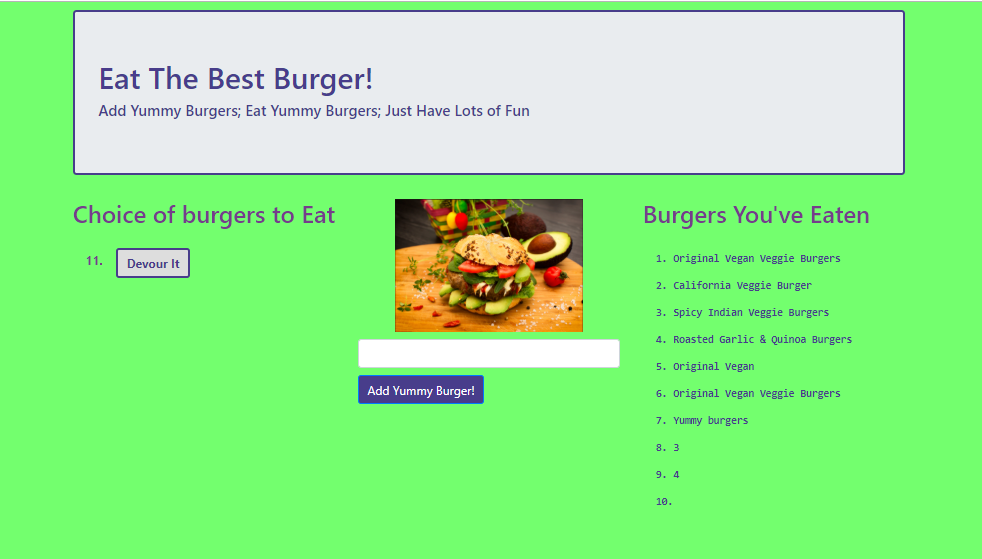 Eat The Best Burger!
Add Yummy Burgers; Eat Yummy Burgers; Just Have Lots of Fun
Choice of burgers to Eat
11. Devour It
Add Yummy Burger!
Burgers You've Eaten
1. Original Vegan Veggie Burgers
2. California Veggie Burger
3. Spicy Indian Veggie Burgers
4. Roasted Garlic & Quinoa Burgers
5. Original Vegan
6. Original Vegan Veggie Burgers
7. Yummy burgers
8. 3
9. 4
10.